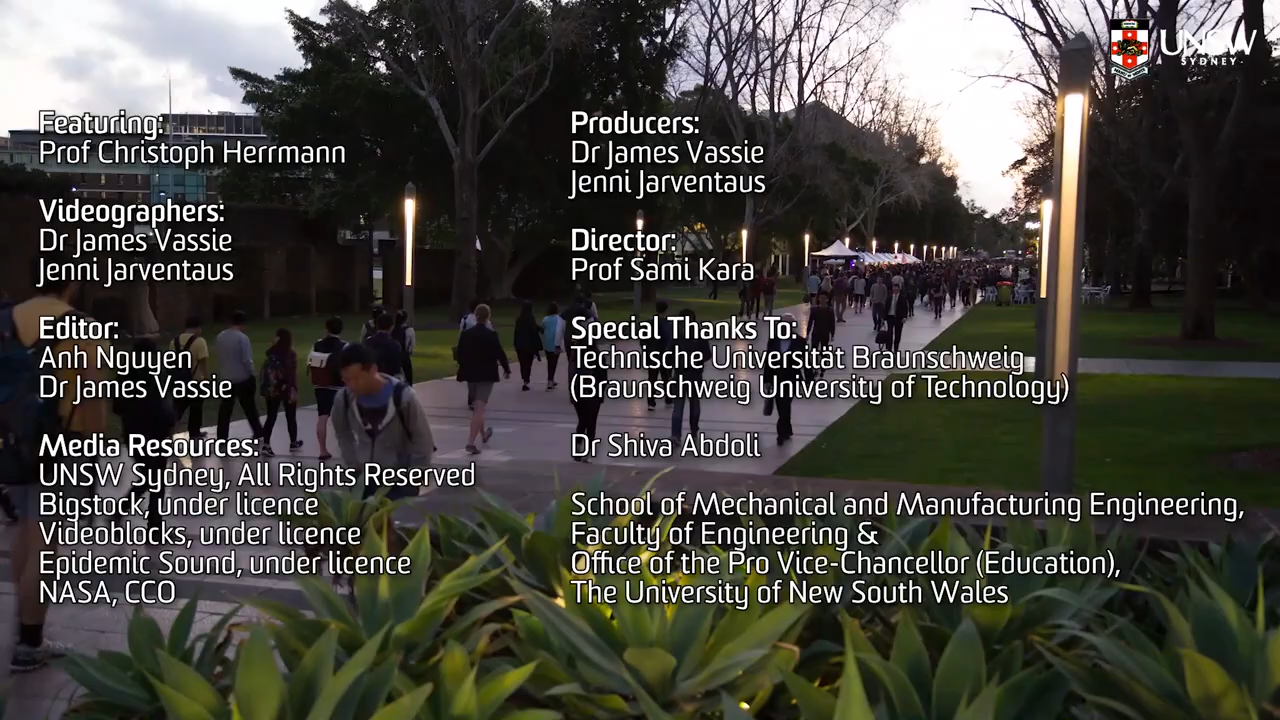 UNSW
SYDNEY
Featuring:
Prof Christoph Herrmann
Videographers:
Dr James Vassie
Jenni Jarventaus
Editor:
Anh Nguyen
Dr James Vassie
Media Resources:
UNSW Sydney, All Rights Reserved
Bigstock, under licence
Videoblocks, under licence
Epidemic Sound, under licence
NASA, CCO
Producers:
Dr James Vassie
Jenni Jarventaus
Director:
Prof Sami Kara
Special Thanks To:
Technische Universität Braunschweig
(Braunschweig University of Technology)
Dr Shiva Abdoli
School of Mechanical and Manufacturing Engineering,
Faculty of Engineering &
Office of the Pro Vice-Chancellor (Education),
The University of New South Wales